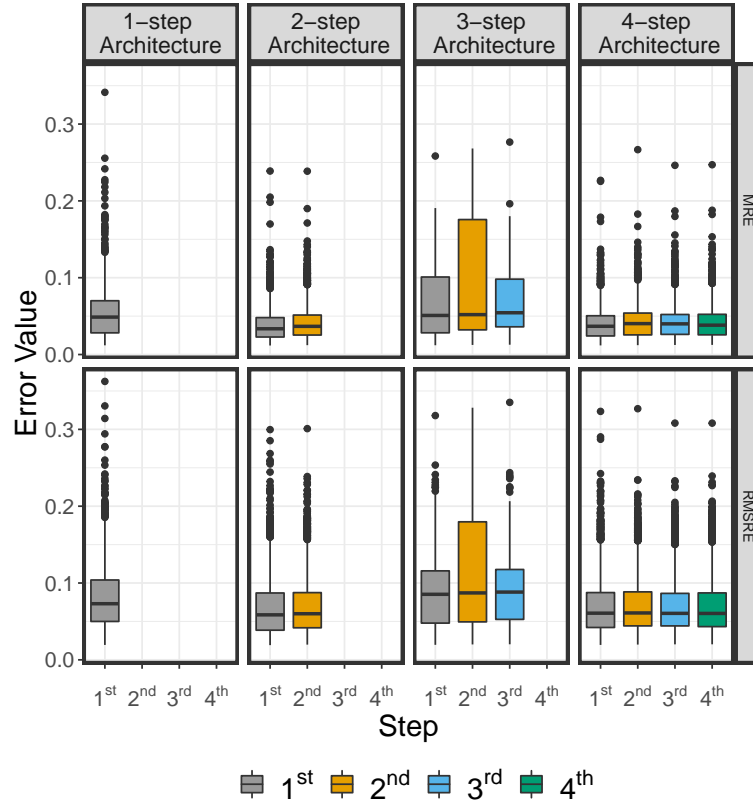 1−step 2−step 3−step 4−step
Architecture Architecture Architecture Architecture
0.3
0.2
0.1
0.0
MRE
Error Value
0.3
0.2
0.1
0.0
RMSRE
1st 2nd 3rd 4th 1st 2nd 3rd 4th 1st 2nd 3rd 4th 1st 2nd 3rd 4th
Step
1st 2nd 3rd 4th